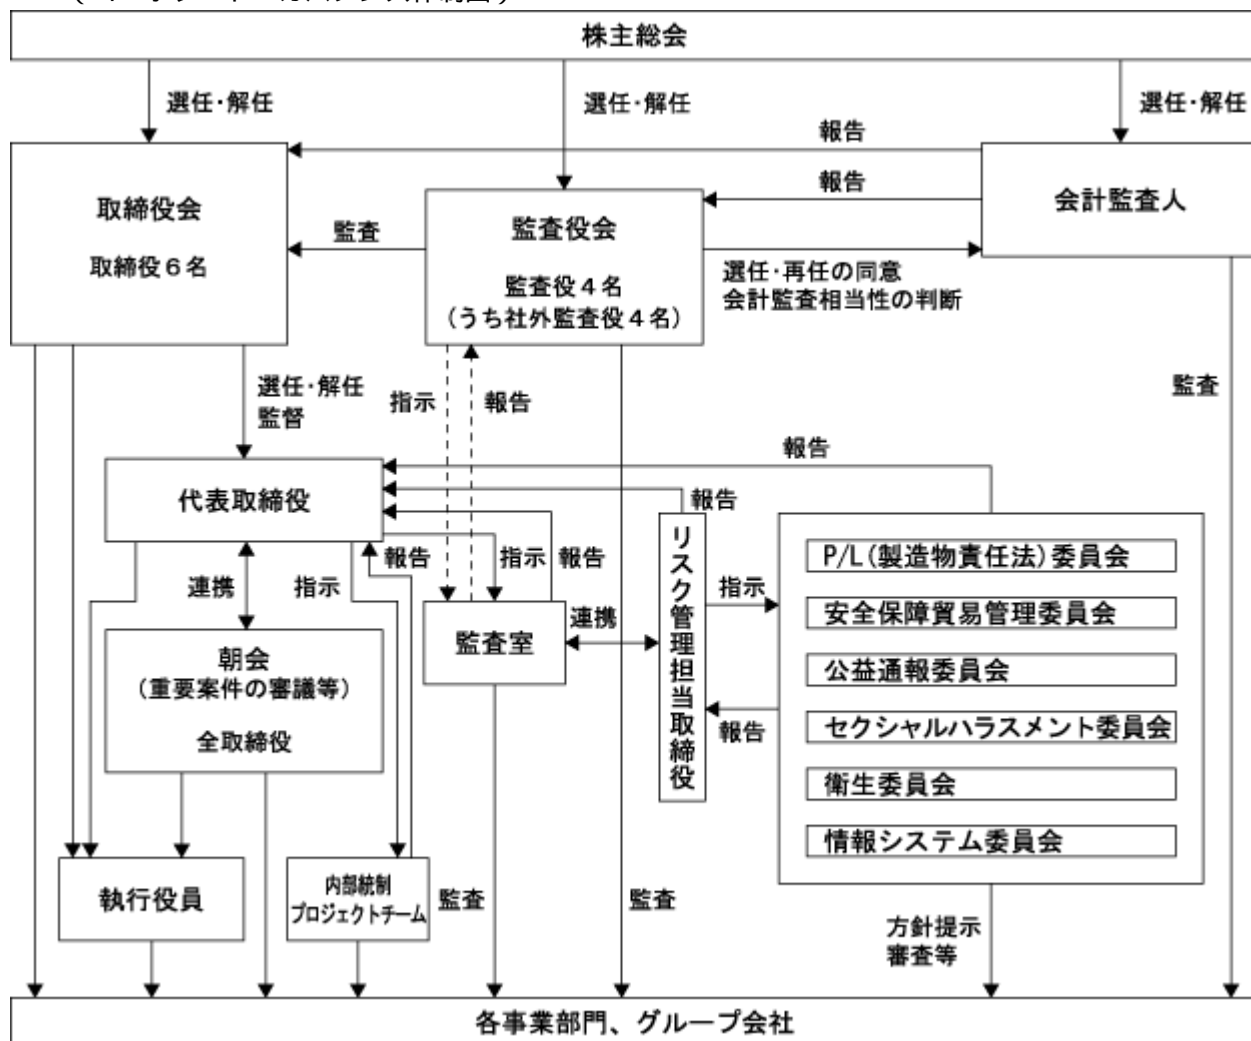 株主総会
選任・解任
選任・解任
選任・解任
報告
取締役会
取締役6名
監査役会
監査役4名
(うち社外監査役4名)
会計監査人
報告
監査
選任・再任の同意
会計監査相当性の判断
選任・解任
監督
指示
報告
監査
報告
代表取締役
報告
連携
指示
報告
指示
報告
リスク管理担当取締役
指示
報告
P/L(製造物責任法)委員会
安全保障貿易管理委員会
公益通報委員会
セクシャルハラスメント委員会
衛生委員会
情報システム委員会
朝会
(重要案件の審議等)
全取締役
監査室
連携
執行役員
内部統制
プロジェクトチーム
監査
監査
方針提示
審査等
各事業部門、グループ会社